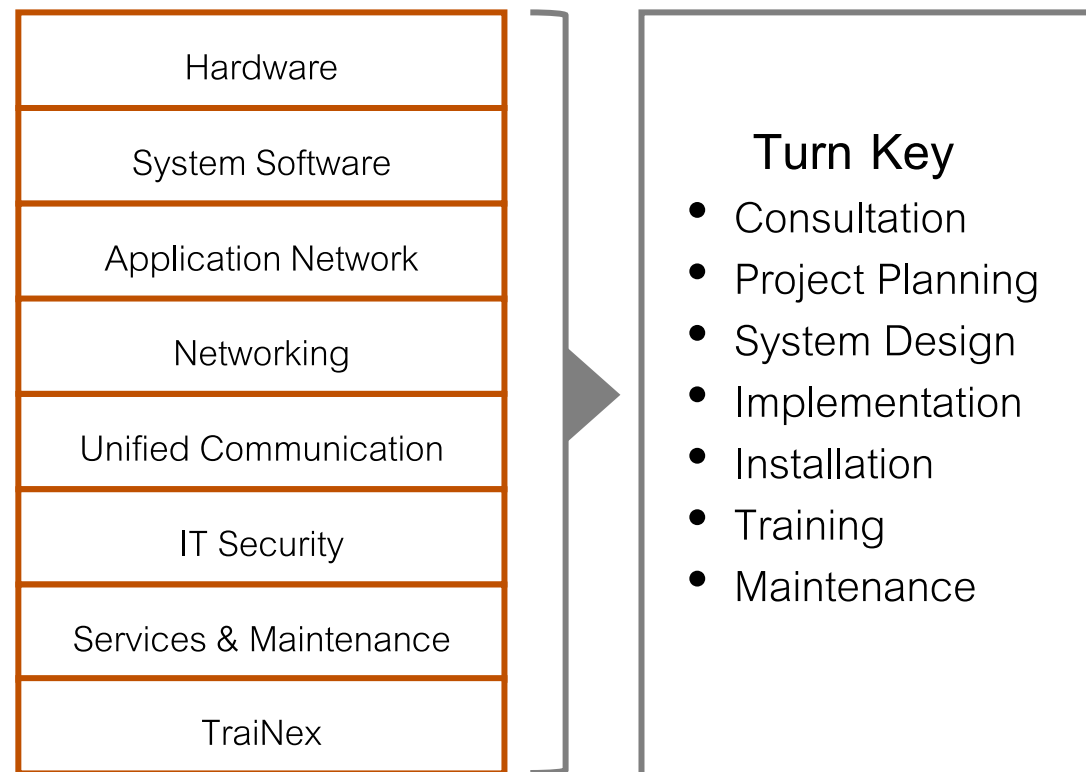 Hardware
System Software
Application Network
Networking
Unified Communication
IT Security
Services & Maintenance
TraiNex
Turn Key
• Consultation
• Project Planning
• System Design
• Implementation
• Installation
• Training
• Maintenance